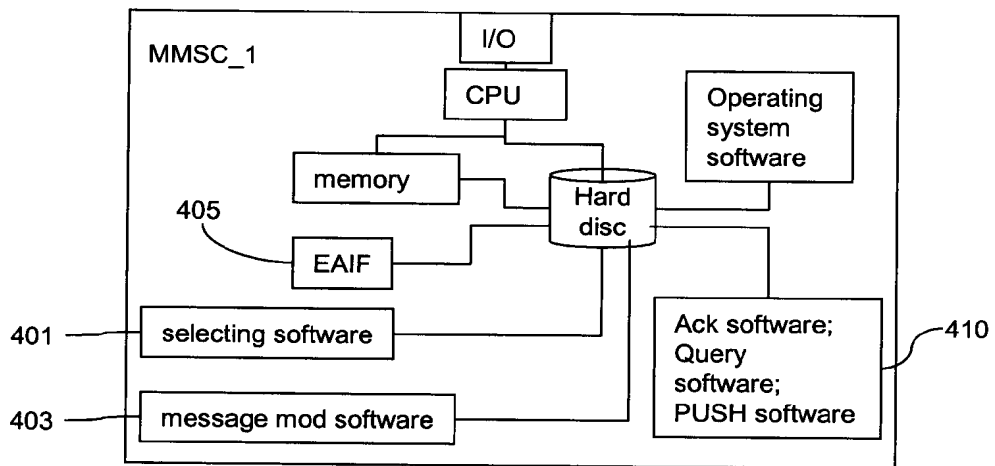 I/O
MMSC_1
CPU
Operating
system
software
memory
Hard
disc
405
EAIF
401
selecting software
Ack software;
Query
software;
PUSH software
410
403
message mod software